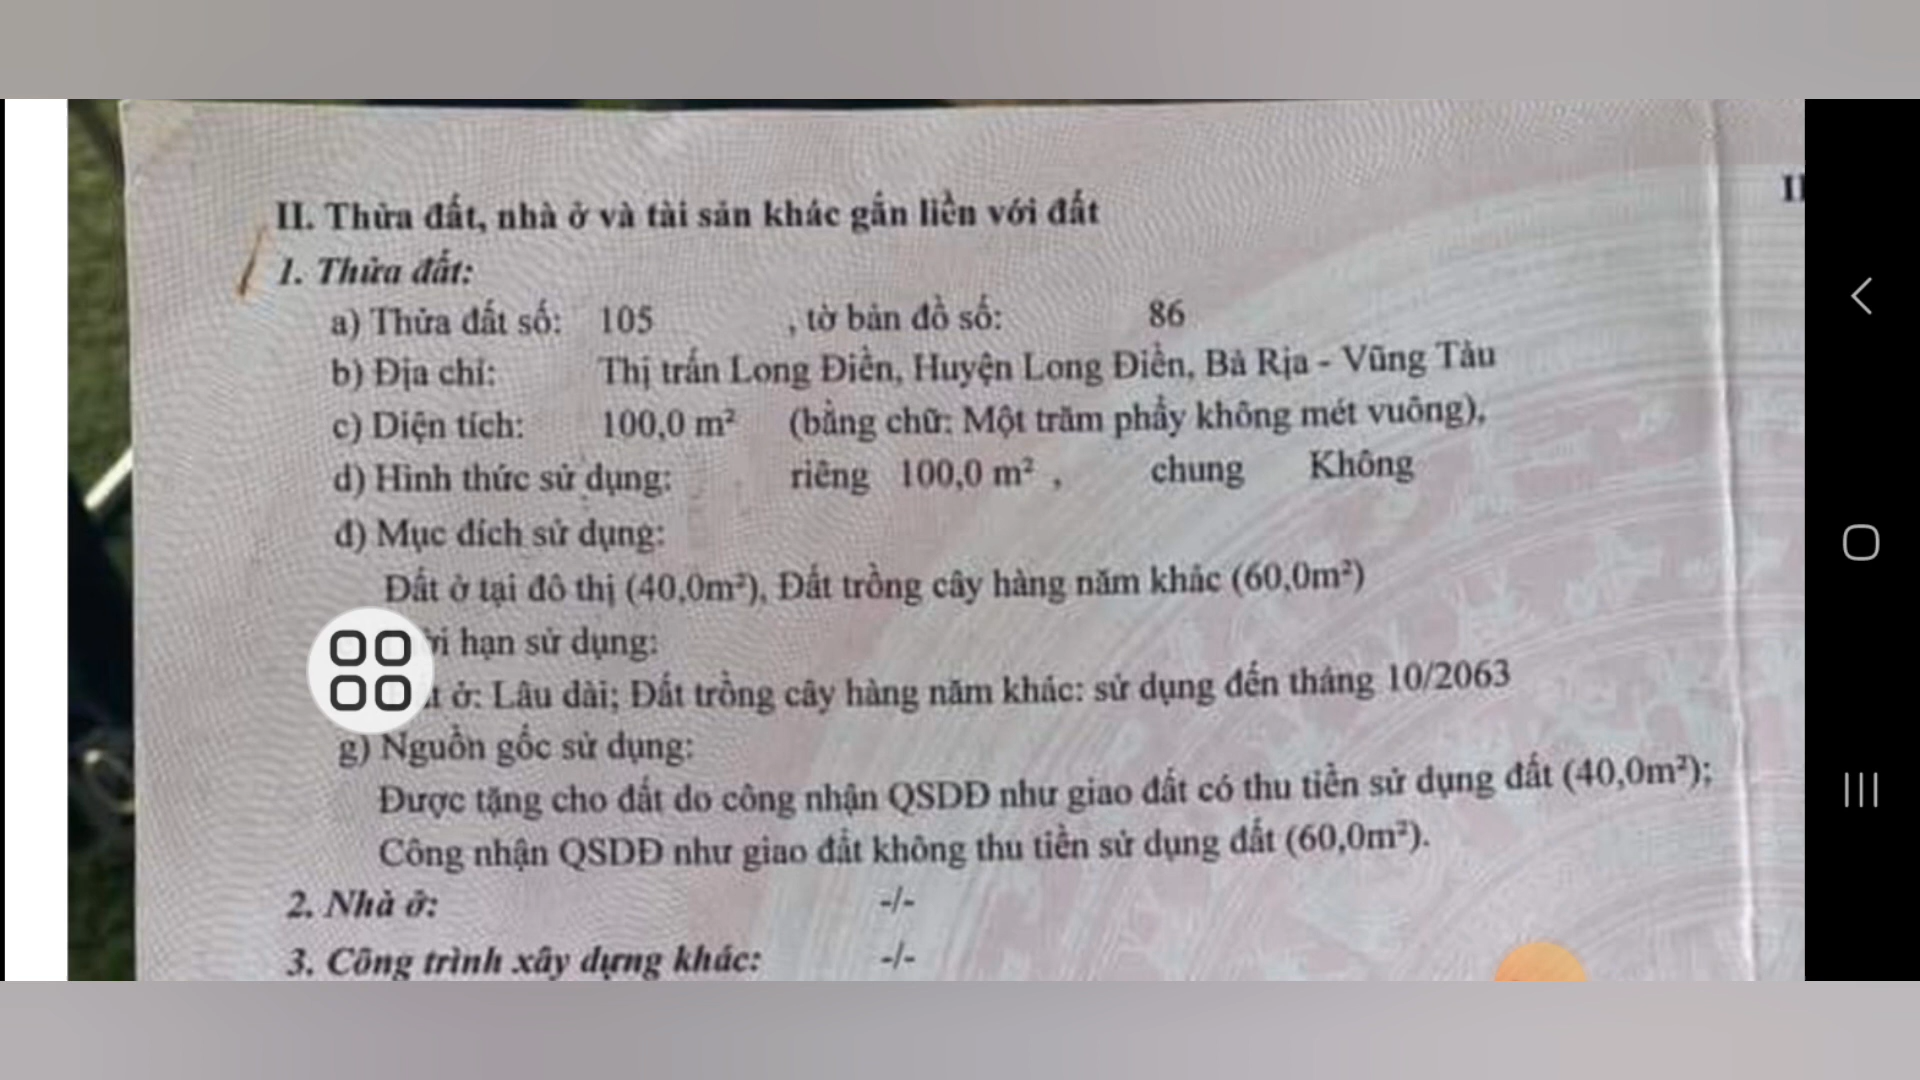 II. Thửa đất, nhà ở và tài sản khác gắn liền với đất
II
1. Thửa đất:
a) Thửa đất số: 105 , tờ bản đồ số: 86
b) Địa chỉ: Thị trấn Long Điền, Huyện Long Điền, Bà Rịa - Vũng Tàu
c) Diện tích: 100,0 m² (bằng chữ: Một trăm phẩy không mét vuông),
d) Hình thức sử dụng: riêng 100,0 m² , chung Không
đ) Mục đích sử dụng:
Đất ở tại đô thị (40,0m²), Đất trồng cây hàng năm khác (60,0m²)
hạn sử dụng:
ở: Lâu dài; Đất trồng cây hàng năm khác: sử dụng đến tháng 10/2063
g) Nguồn gốc sử dụng:
Được tặng cho đất do công nhận QSDĐ như giao đất có thu tiền sử dụng đất (40,0m²);
Công nhận QSDĐ như giao đất không thu tiền sử dụng đất (60,0m²).
2. Nhà ở: -/-
3. Công trình xây dựng khác: -/-